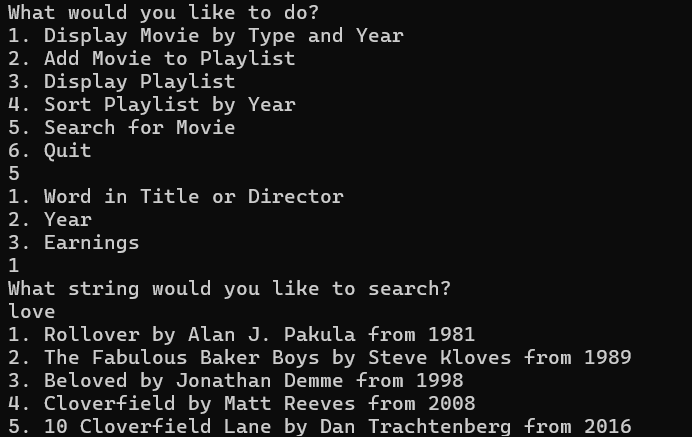 What would you like to do?
1. Display Movie by Type and Year
2. Add Movie to Playlist
3. Display Playlist
4. Sort Playlist by Year
5. Search for Movie
6. Quit
5
1. Word in Title or Director
2. Year
3. Earnings
1
What string would you like to search?
love
1. Rollover by Alan J. Pakula from 1981
2. The Fabulous Baker Boys by Steve Kloves from 1989
3. Beloved by Jonathan Demme from 1998
4. Cloverfield by Matt Reeves from 2008
5. 10 Cloverfield Lane by Dan Trachtenberg from 2016